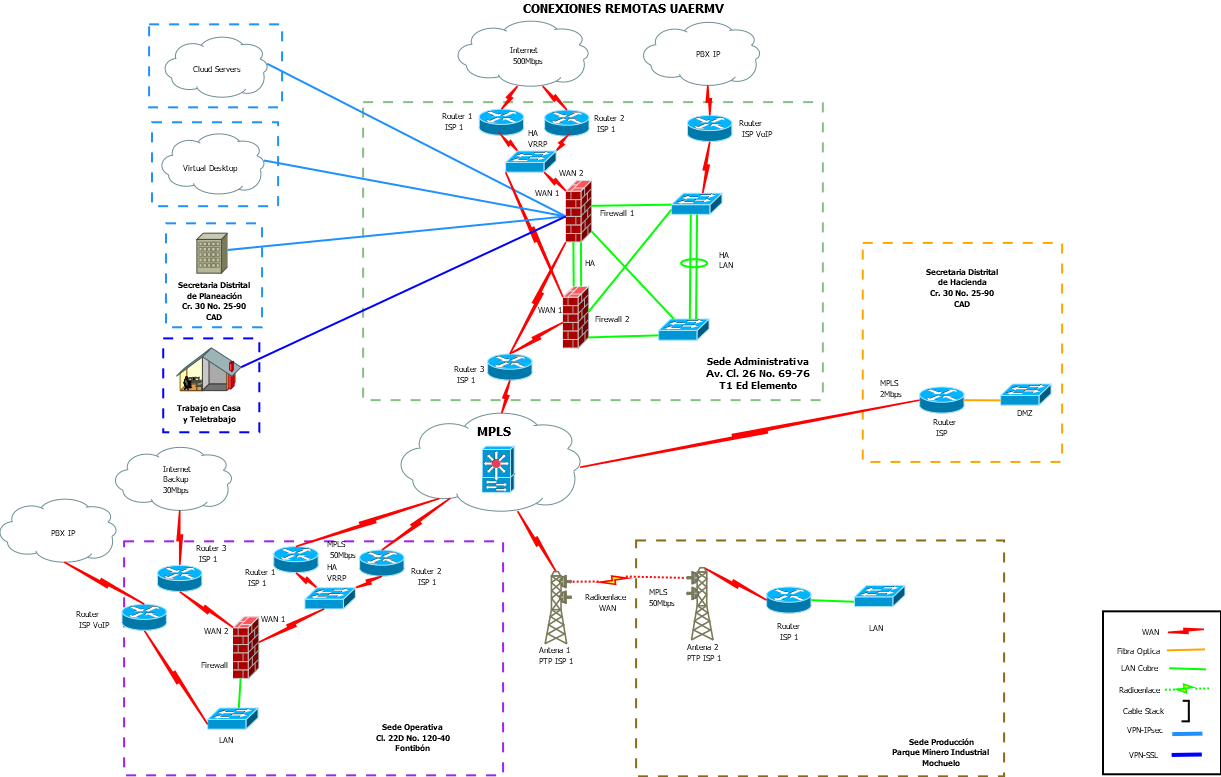 CONEXIONES REMOTAS UAERMV
Cloud Servers
Internet
500Mbps
PBX IP
Router 1
ISP 1
Router 2
ISP 1
Router
ISP VoIP
HA
VRRP
Virtual Desktop
WAN 2
WAN 1
Firewall 1
HA
HA
LAN
Secretaria Distrital
de Planeación
Cr. 30 No. 25-90
CAD
WAN 1
Firewall 2
Secretaria Distrital
de Hacienda
Cr. 30 No. 25-90
CAD
Router 3
ISP 1
Sede Administrativa
Av. Cl. 26 No. 69-76
T1 Ed Elemento
MPLS
2Mbps
Router
ISP
DMZ
Trabajo en Casa
y Teletrabajo
MPLS
Internet
Backup
30Mbps
PBX IP
Router 3
ISP 1
MPLS
50Mbps
HA
VRRP
Router 1
ISP 1
Router 2
ISP 1
Router
ISP VoIP
WAN 2
WAN 1
Firewall
LAN
Sede Operativa
Cl. 22D No. 120-40
Fontibón
Radioenlace
WAN
Antena 1
PTP ISP 1
MPLS
50Mbps
Antena 2
PTP ISP 1
Router
ISP 1
LAN
Sede Producción
Parque Minero Industrial
Mochuelo
WAN
Fibra Optica
LAN Cobre
Radioenlace
Cable Stack
VPN-IPsec
VPN-SSL